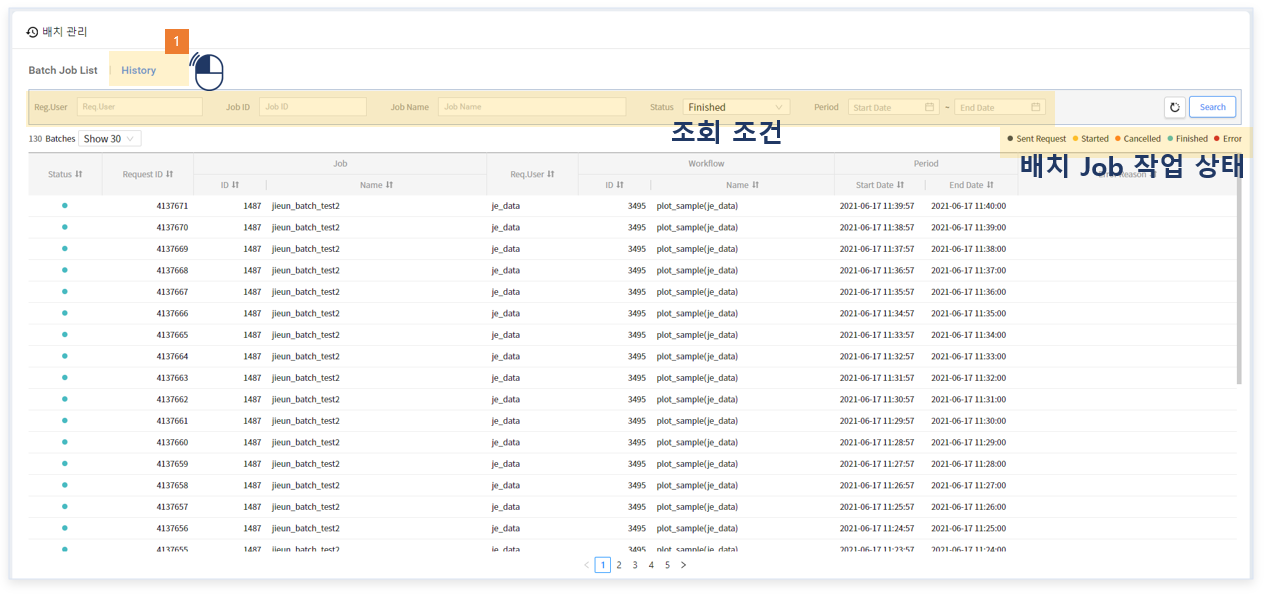 배치 관리
1
Batch Job List | History
Reg.User Req.User Job ID Job ID Job Name Job Name Status Finished Period Start Date ~ End Date Search
조회 조건
130 Batches Show 30 Sent Request Started Cancelled Finished Error
배치 Job 작업 상태
Job Workflow Period
Status Request ID Req.User Reason
ID Name ID Name Start Date End Date
4137671 1487 jieun_batch_test2 je_data 3495 plot_sample(je_data) 2021-06-17 11:39:57 2021-06-17 11:40:00
4137670 1487 jieun_batch_test2 je_data 3495 plot_sample(je_data) 2021-06-17 11:38:57 2021-06-17 11:39:00
4137669 1487 jieun_batch_test2 je_data 3495 plot_sample(je_data) 2021-06-17 11:37:57 2021-06-17 11:38:00
4137668 1487 jieun_batch_test2 je_data 3495 plot_sample(je_data) 2021-06-17 11:36:57 2021-06-17 11:37:00
4137667 1487 jieun_batch_test2 je_data 3495 plot_sample(je_data) 2021-06-17 11:35:57 2021-06-17 11:36:00
4137666 1487 jieun_batch_test2 je_data 3495 plot_sample(je_data) 2021-06-17 11:34:57 2021-06-17 11:35:00
4137665 1487 jieun_batch_test2 je_data 3495 plot_sample(je_data) 2021-06-17 11:33:57 2021-06-17 11:34:00
4137664 1487 jieun_batch_test2 je_data 3495 plot_sample(je_data) 2021-06-17 11:32:57 2021-06-17 11:33:00
4137663 1487 jieun_batch_test2 je_data 3495 plot_sample(je_data) 2021-06-17 11:31:57 2021-06-17 11:32:00
4137662 1487 jieun_batch_test2 je_data 3495 plot_sample(je_data) 2021-06-17 11:30:57 2021-06-17 11:31:00
4137661 1487 jieun_batch_test2 je_data 3495 plot_sample(je_data) 2021-06-17 11:29:57 2021-06-17 11:30:00
4137660 1487 jieun_batch_test2 je_data 3495 plot_sample(je_data) 2021-06-17 11:28:57 2021-06-17 11:29:00
4137659 1487 jieun_batch_test2 je_data 3495 plot_sample(je_data) 2021-06-17 11:27:57 2021-06-17 11:28:00
4137658 1487 jieun_batch_test2 je_data 3495 plot_sample(je_data) 2021-06-17 11:26:57 2021-06-17 11:27:00
4137657 1487 jieun_batch_test2 je_data 3495 plot_sample(je_data) 2021-06-17 11:25:57 2021-06-17 11:26:00
4137656 1487 jieun_batch_test2 je_data 3495 plot_sample(je_data) 2021-06-17 11:24:57 2021-06-17 11:25:00
4137655 1487 jieun_batch_test2 je_data 3495 plot_sample(je_data) 2021-06-17 11:23:57 2021-06-17 11:24:00
< 1 2 3 4 5 >